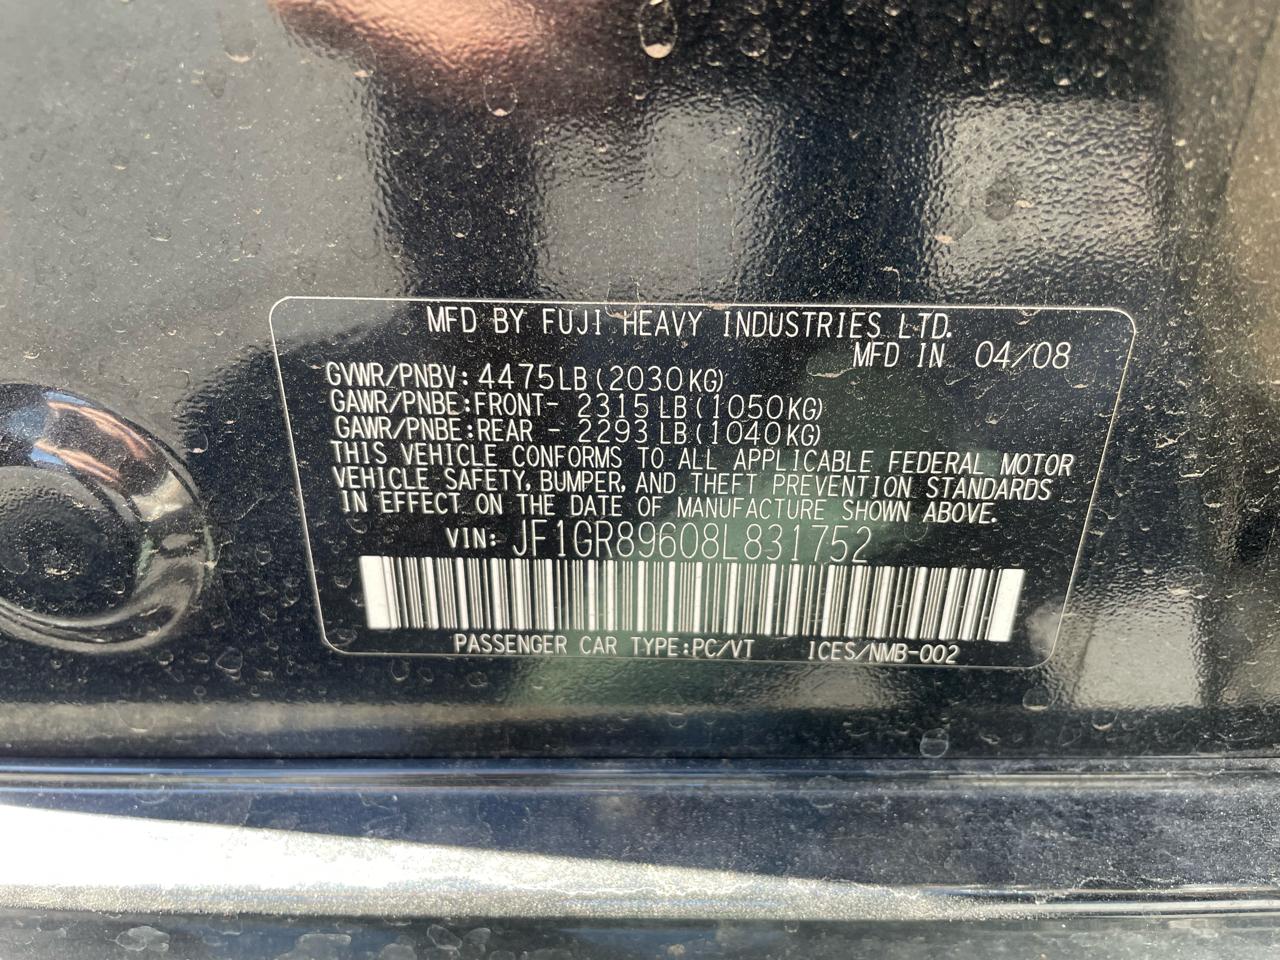 MFD BY FUJI HEAVY INDUSTRIES LTD.
MFD IN 04/08
GVWR/PNBV: 4475LB(2030KG)
GAWR/PNBE:FRONT- 2315LB(1050KG)
GAWR/PNBE:REAR - 2293LB(1040KG)
THIS VEHICLE CONFORMS TO ALL APPLICABLE FEDERAL MOTOR
VEHICLE SAFETY, BUMPER, AND THEFT PREVENTION STANDARDS
IN EFFECT ON THE DATE OF MANUFACTURE SHOWN ABOVE.
VIN: JF1GR89608L831752
PASSENGER CAR TYPE:PC/VT ICES/NMB-002